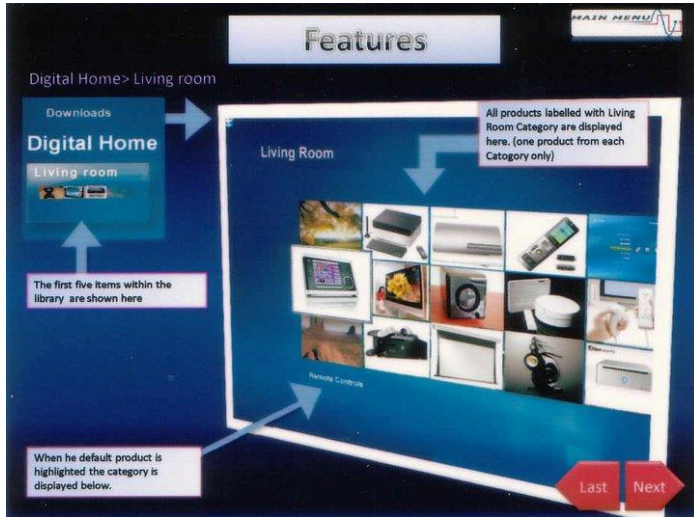 Features
MAIN MENU
Digital Home> Living room
Downloads
Digital Home
Living room
All products labelled with Living
Room Category are displayed
here. (one product from each
Catogory only)
Living Room
The first five items within the
library are shown here
Remote Controls
When he default product is
highlighted the category is
displayed below.
Last
Next